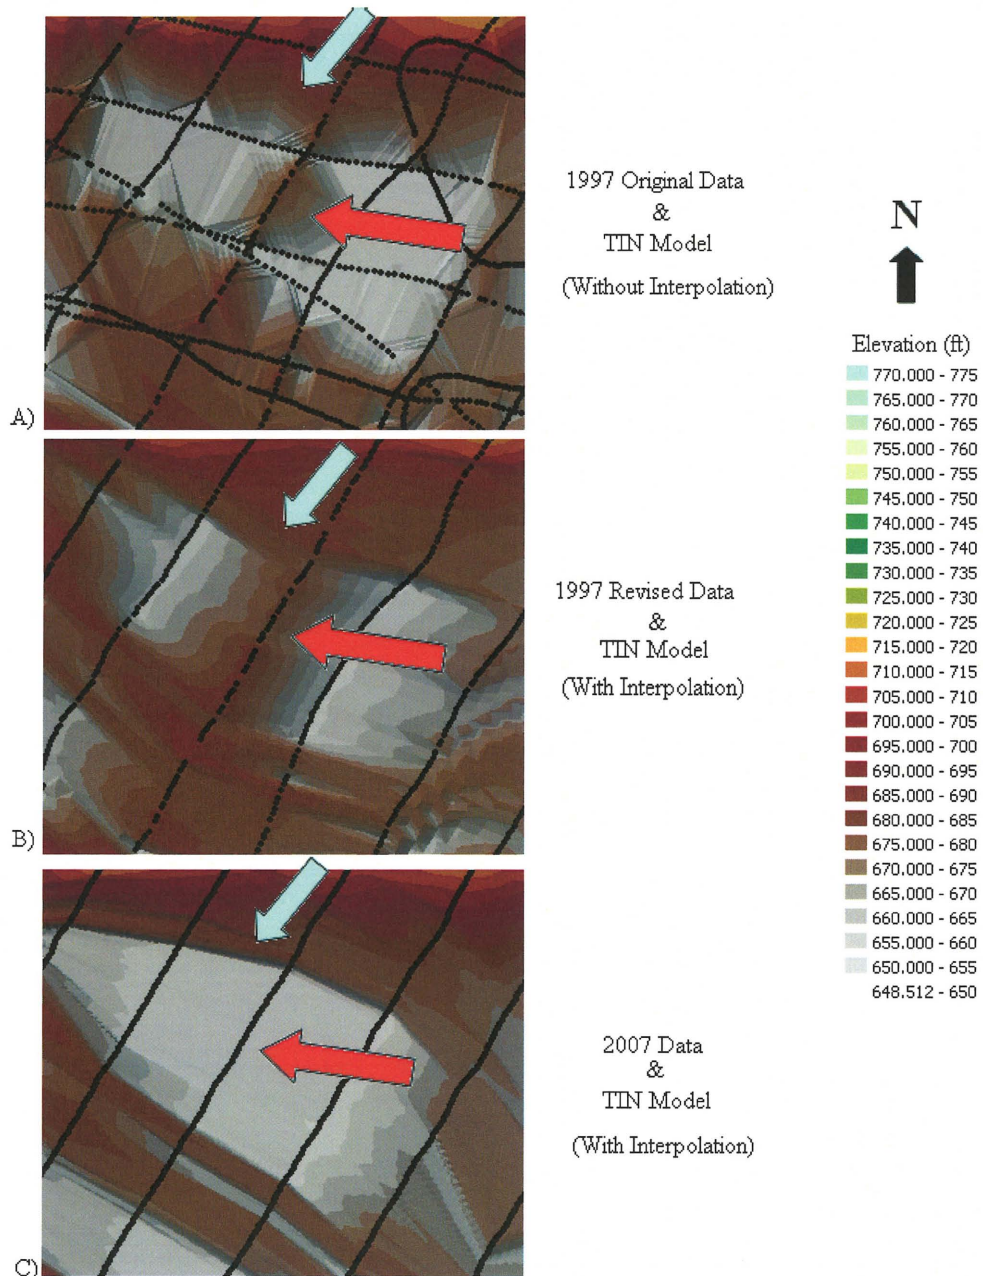 1997 Original Data
&
TIN Model
(Without Interpolation)
N
Elevation (ft)
770.000 - 775
765.000 - 770
760.000 - 765
755.000 - 760
750.000 - 755
745.000 - 750
740.000 - 745
735.000 - 740
730.000 - 735
725.000 - 730
720.000 - 725
715.000 - 720
710.000 - 715
705.000 - 710
700.000 - 705
695.000 - 700
690.000 - 695
685.000 - 690
680.000 - 685
675.000 - 680
670.000 - 675
665.000 - 670
660.000 - 665
655.000 - 660
650.000 - 655
648.512 - 650
A)
1997 Revised Data
&
TIN Model
(With Interpolation)
B)
2007 Data
&
TIN Model
(With Interpolation)
C)